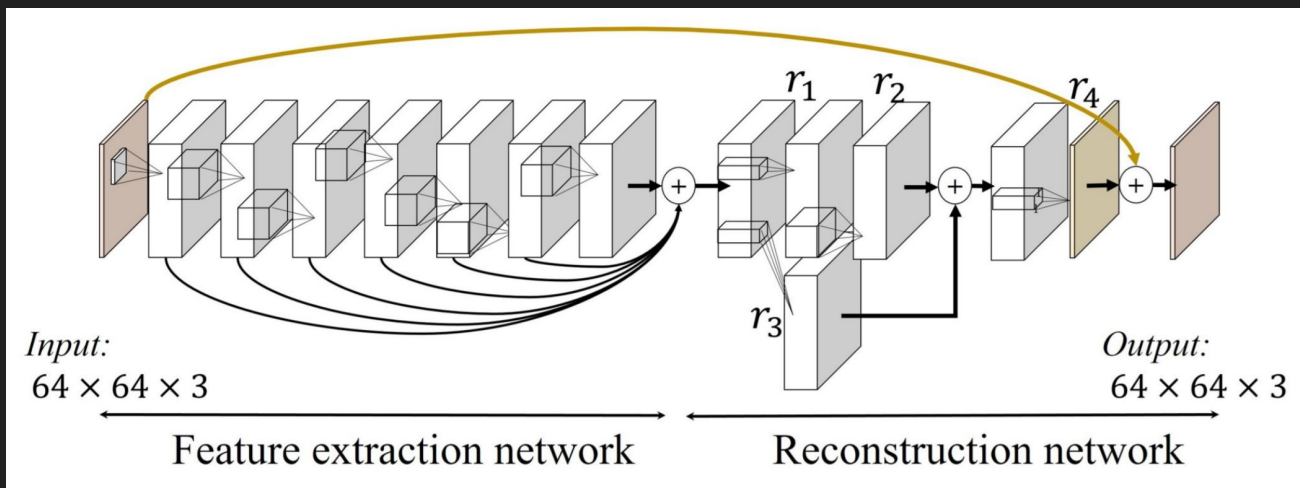 r₁
r₂
r₄
+
+
+
r₃
Input:
64 × 64 × 3
Output:
64 × 64 × 3
Feature extraction network
Reconstruction network